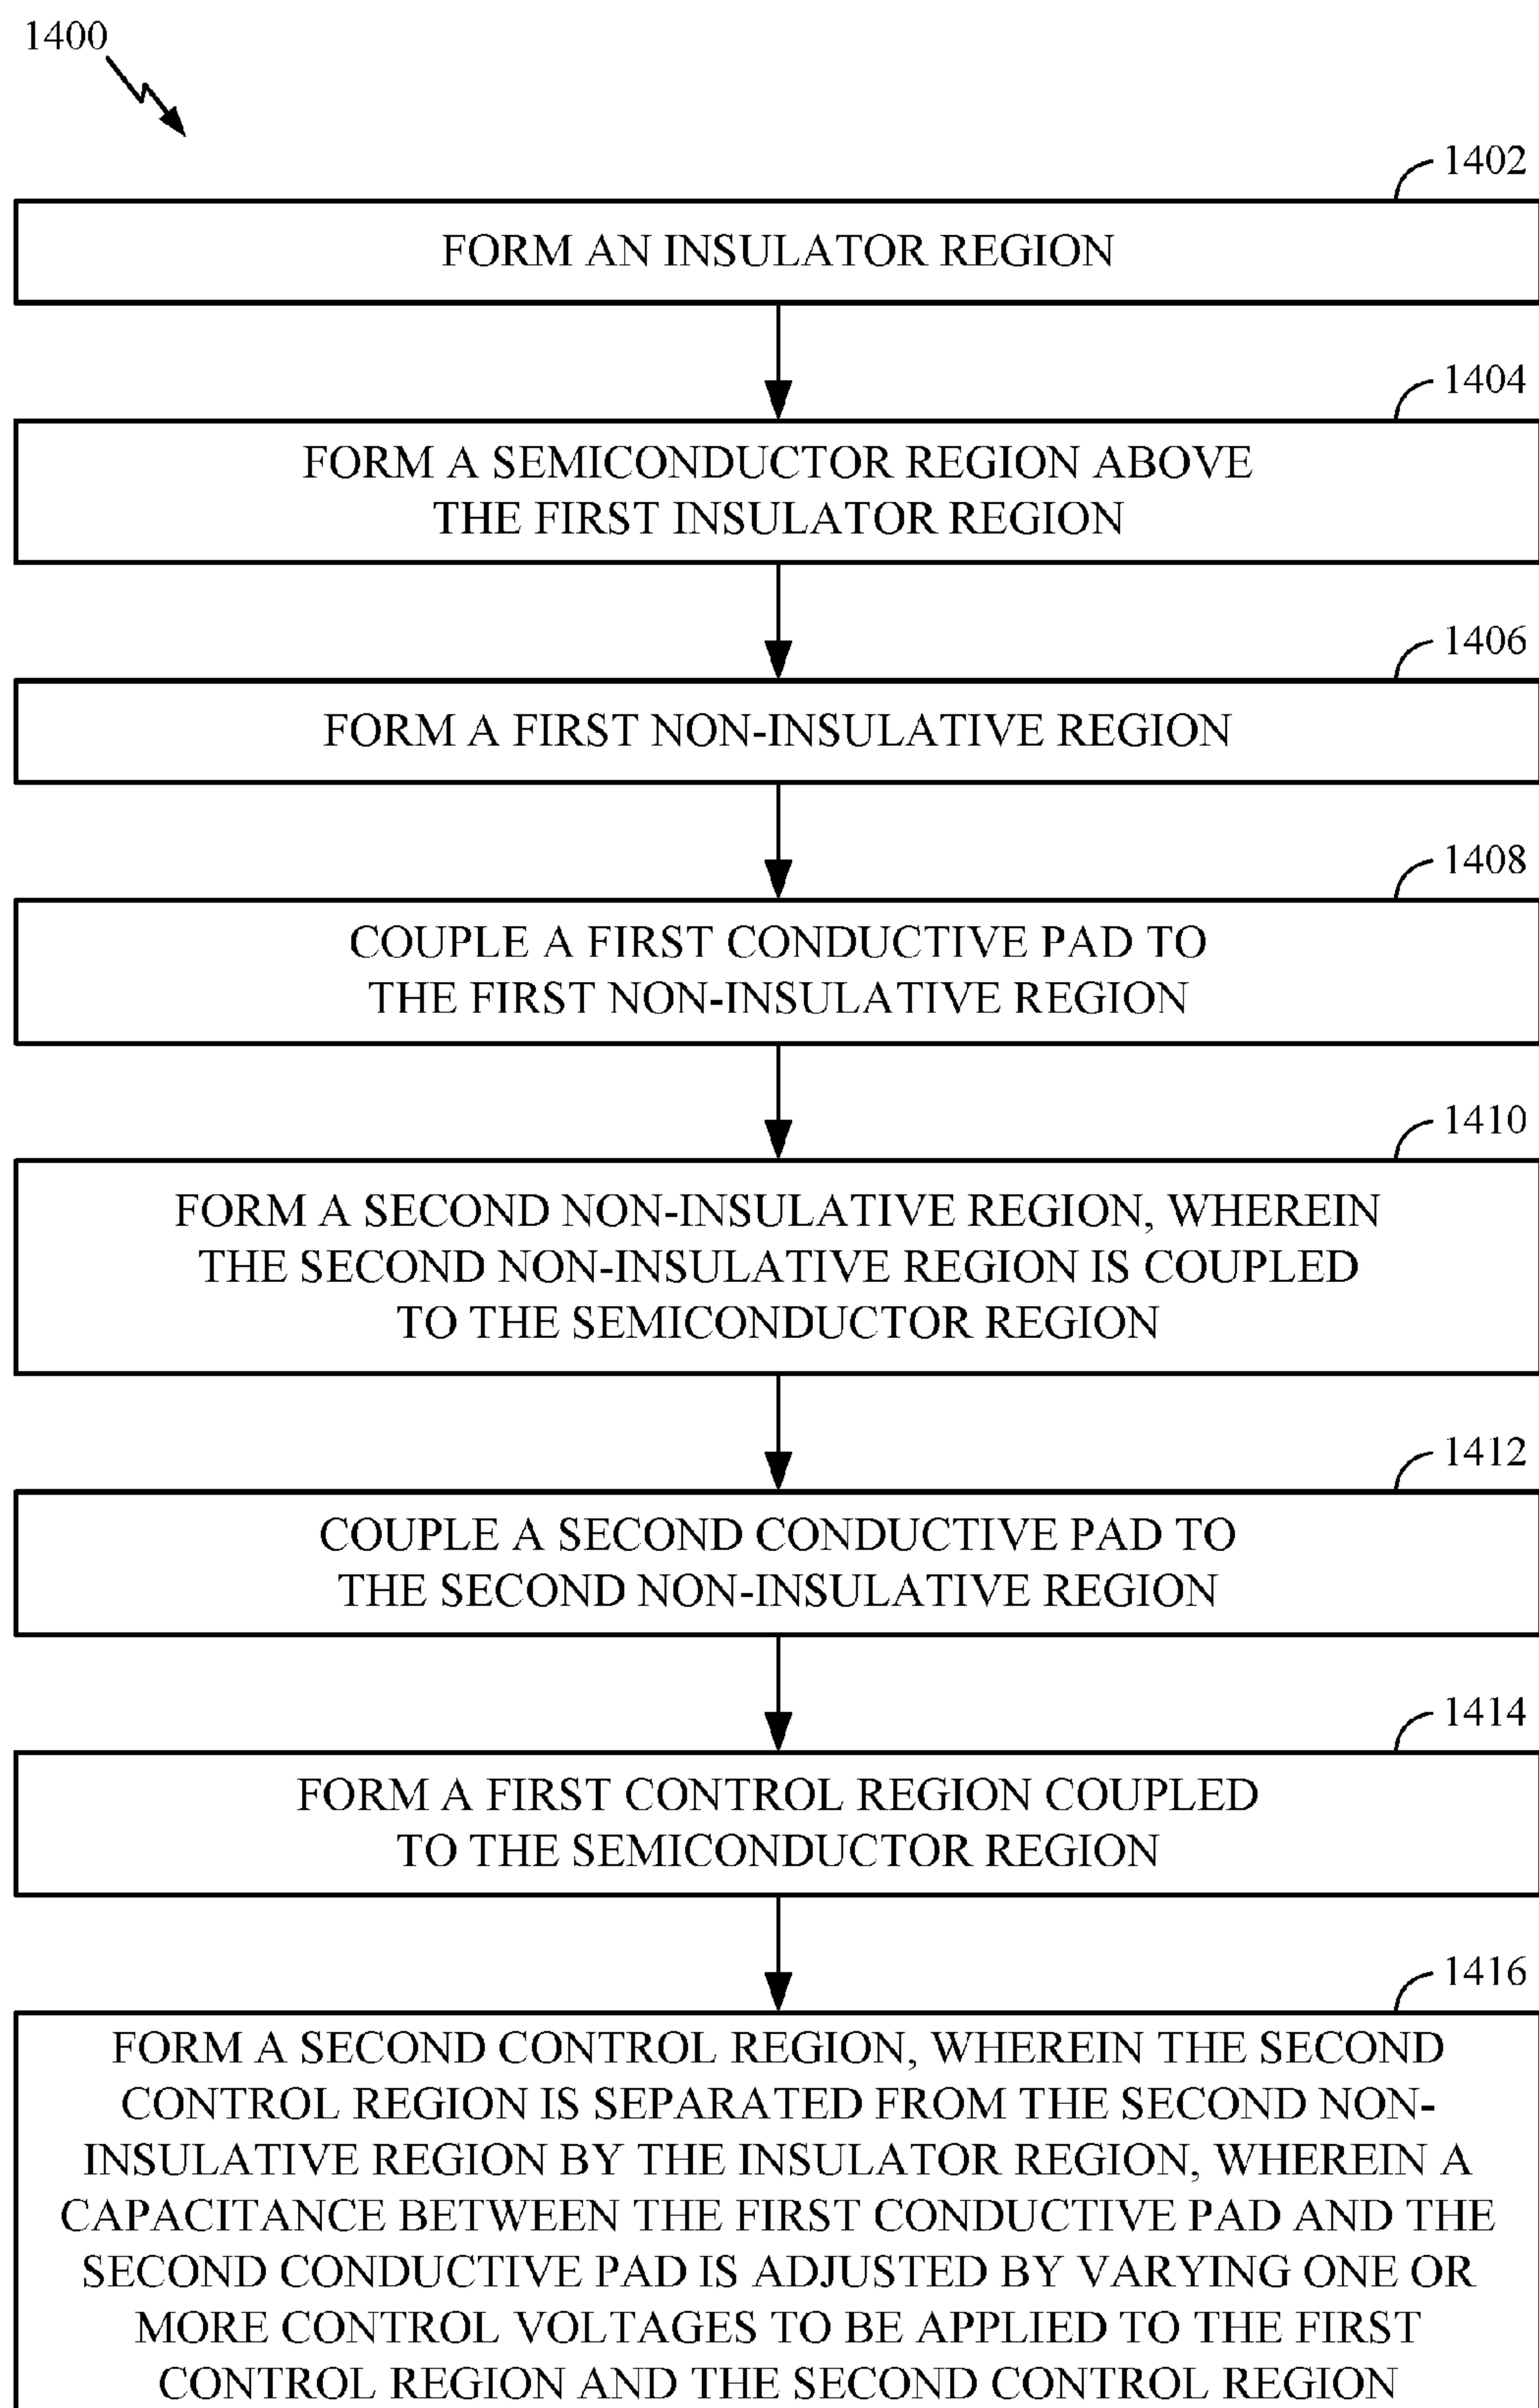 1400
1402
FORM AN INSULATOR REGION
1404
FORM A SEMICONDUCTOR REGION ABOVE
THE FIRST INSULATOR REGION
1406
FORM A FIRST NON-INSULATIVE REGION
1408
COUPLE A FIRST CONDUCTIVE PAD TO
THE FIRST NON-INSULATIVE REGION
1410
FORM A SECOND NON-INSULATIVE REGION, WHEREIN
THE SECOND NON-INSULATIVE REGION IS COUPLED
TO THE SEMICONDUCTOR REGION
1412
COUPLE A SECOND CONDUCTIVE PAD TO
THE SECOND NON-INSULATIVE REGION
1414
FORM A FIRST CONTROL REGION COUPLED
TO THE SEMICONDUCTOR REGION
1416
FORM A SECOND CONTROL REGION, WHEREIN THE SECOND
CONTROL REGION IS SEPARATED FROM THE SECOND NON-
INSULATIVE REGION BY THE INSULATOR REGION, WHEREIN A
CAPACITANCE BETWEEN THE FIRST CONDUCTIVE PAD AND THE
SECOND CONDUCTIVE PAD IS ADJUSTED BY VARYING ONE OR
MORE CONTROL VOLTAGES TO BE APPLIED TO THE FIRST
CONTROL REGION AND THE SECOND CONTROL REGION